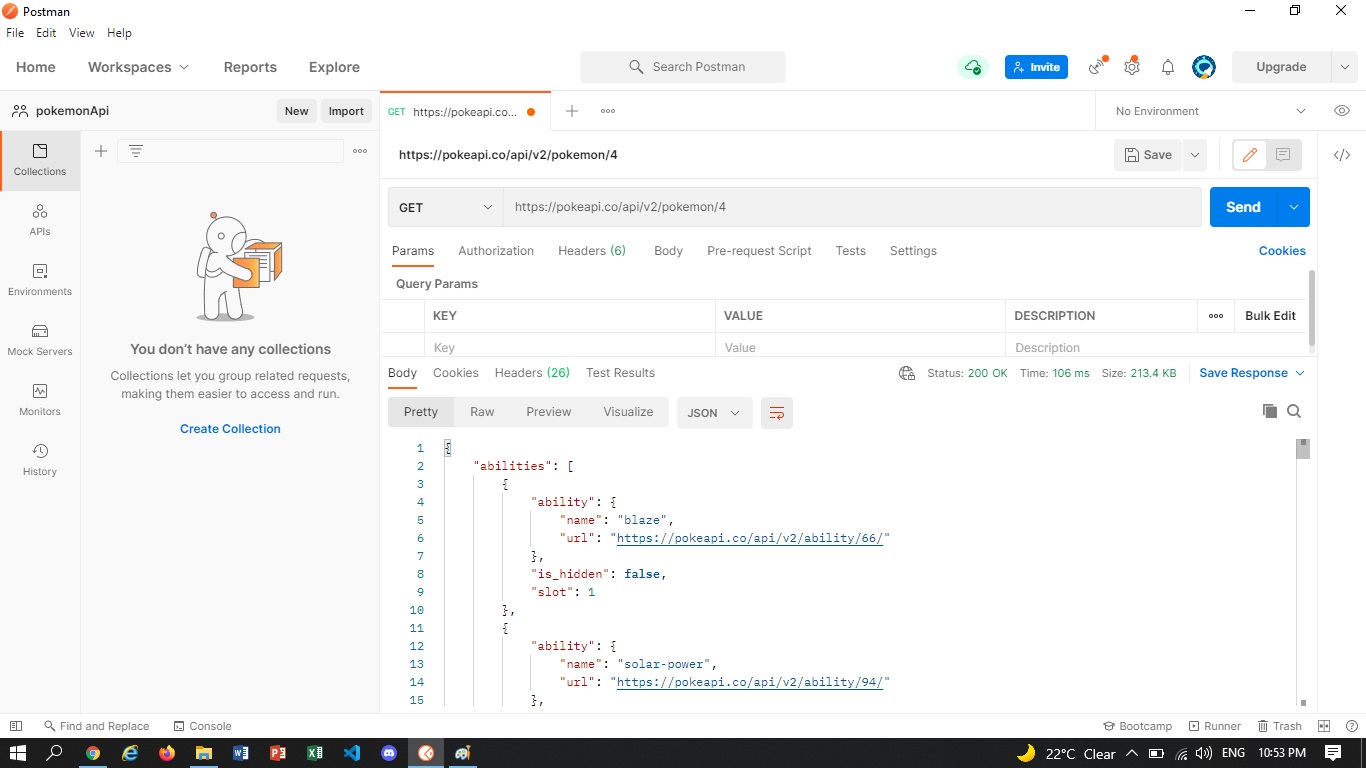 Postman
File Edit View Help
Home Workspaces Reports Explore Search Postman Invite Upgrade
pokemonApi New Import GET https://pokeapi.co... No Environment
Collections
APIs
Environments
Mock Servers
Monitors
History
You don't have any collections
Collections let you group related requests,
making them easier to access and run.
Create Collection
https://pokeapi.co/api/v2/pokemon/4 Save
GET https://pokeapi.co/api/v2/pokemon/4 Send
Params Authorization Headers (6) Body Pre-request Script Tests Settings Cookies
Query Params
KEY VALUE DESCRIPTION Bulk Edit
Key Value Description
Body Cookies Headers (26) Test Results Status: 200 OK Time: 106 ms Size: 213.4 KB Save Response
Pretty Raw Preview Visualize JSON
1 {
2 "abilities": [
3 {
4 "ability": {
5 "name": "blaze",
6 "url": "https://pokeapi.co/api/v2/ability/66/"
7 },
8 "is_hidden": false,
9 "slot": 1
10 },
11 {
12 "ability": {
13 "name": "solar-power",
14 "url": "https://pokeapi.co/api/v2/ability/94/"
15 },
Find and Replace Console Bootcamp Runner Trash
22°C Clear ENG 10:53 PM